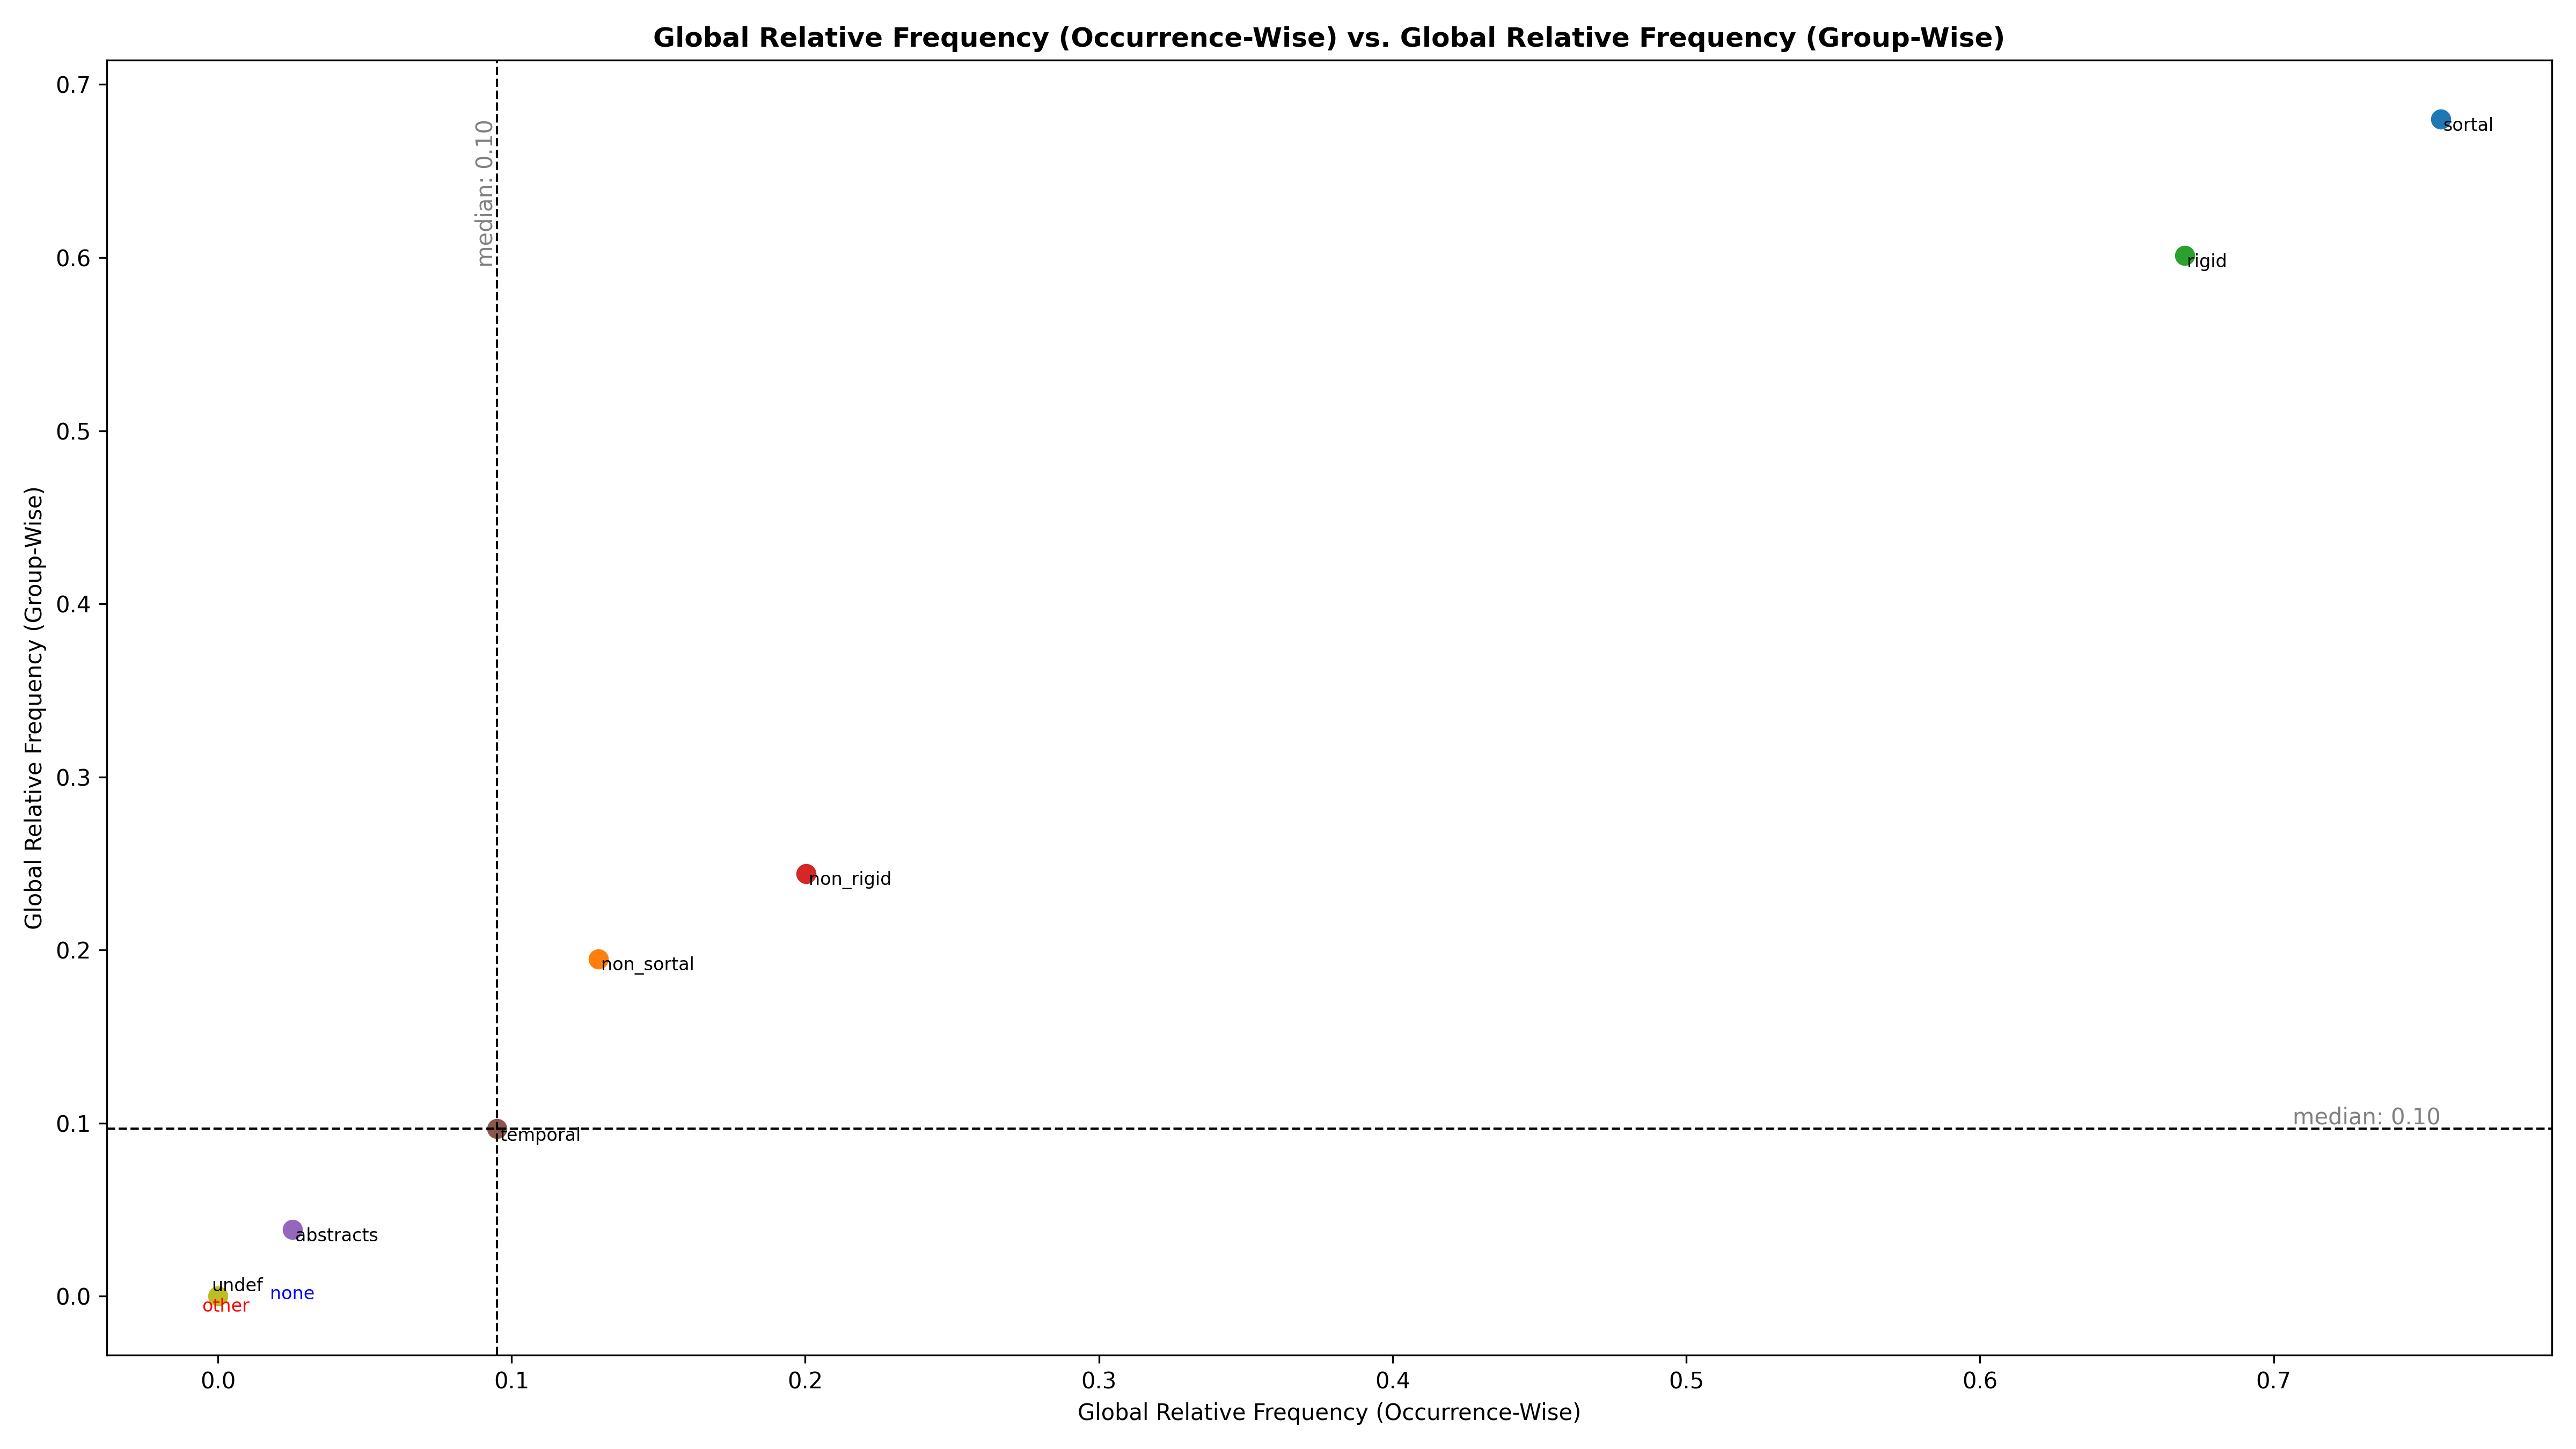 Global Relative Frequency (Occurrence-Wise) vs. Global Relative Frequency (Group-Wise)
Global Relative Frequency (Group-Wise)
0.7
0.6
0.5
0.4
0.3
0.2
0.1
0.0
median: 0.10
sortal
rigid
non_rigid
non_sortal
median: 0.10
temporal
abstracts
undef
none
other
0.0 0.1 0.2 0.3 0.4 0.5 0.6 0.7
Global Relative Frequency (Occurrence-Wise)